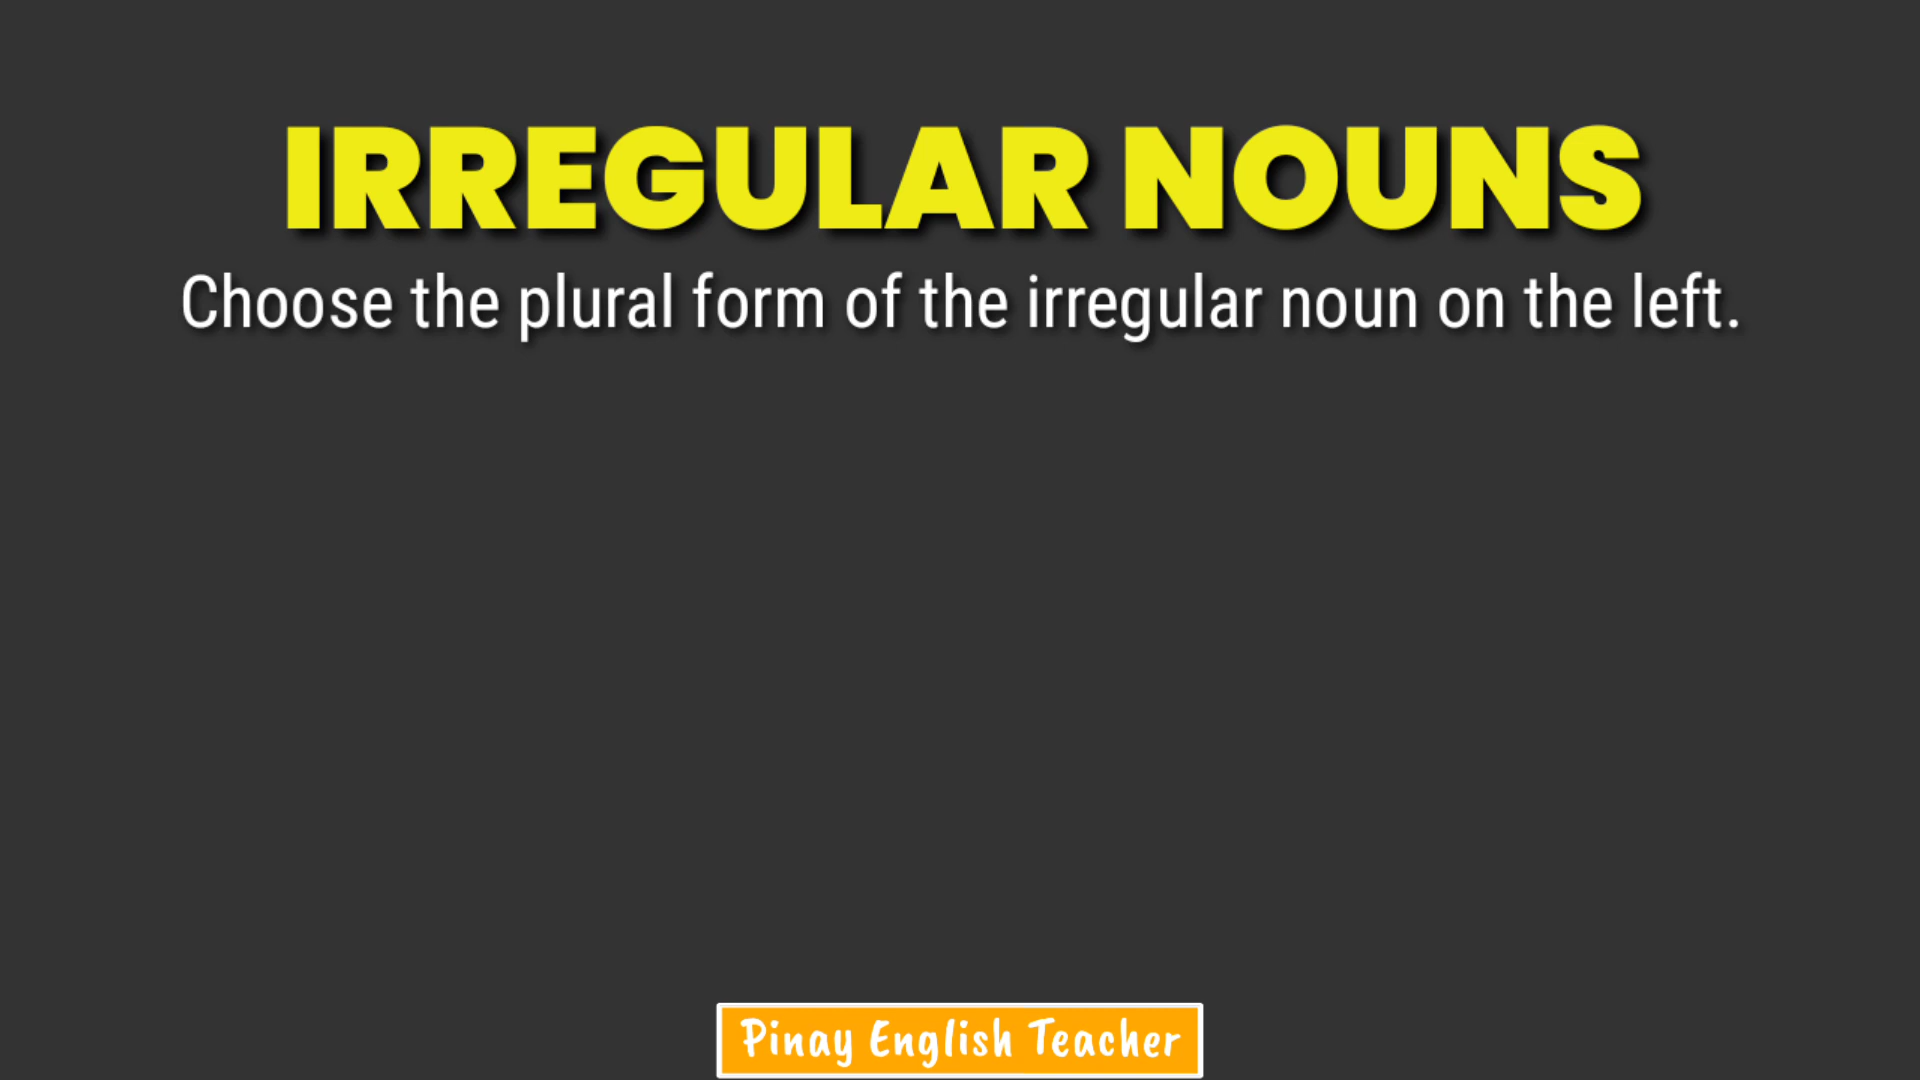 IRREGULAR NOUNS
Choose the plural form of the irregular noun on the left.
Pinay English Teacher